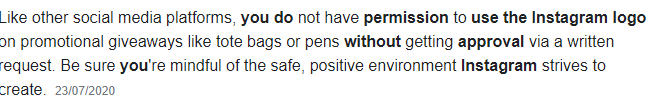 Like other social media platforms, you do not have permission to use the Instagram logo
on promotional giveaways like tote bags or pens without getting approval via a written
request. Be sure you're mindful of the safe, positive environment Instagram strives to
create. 23/07/2020